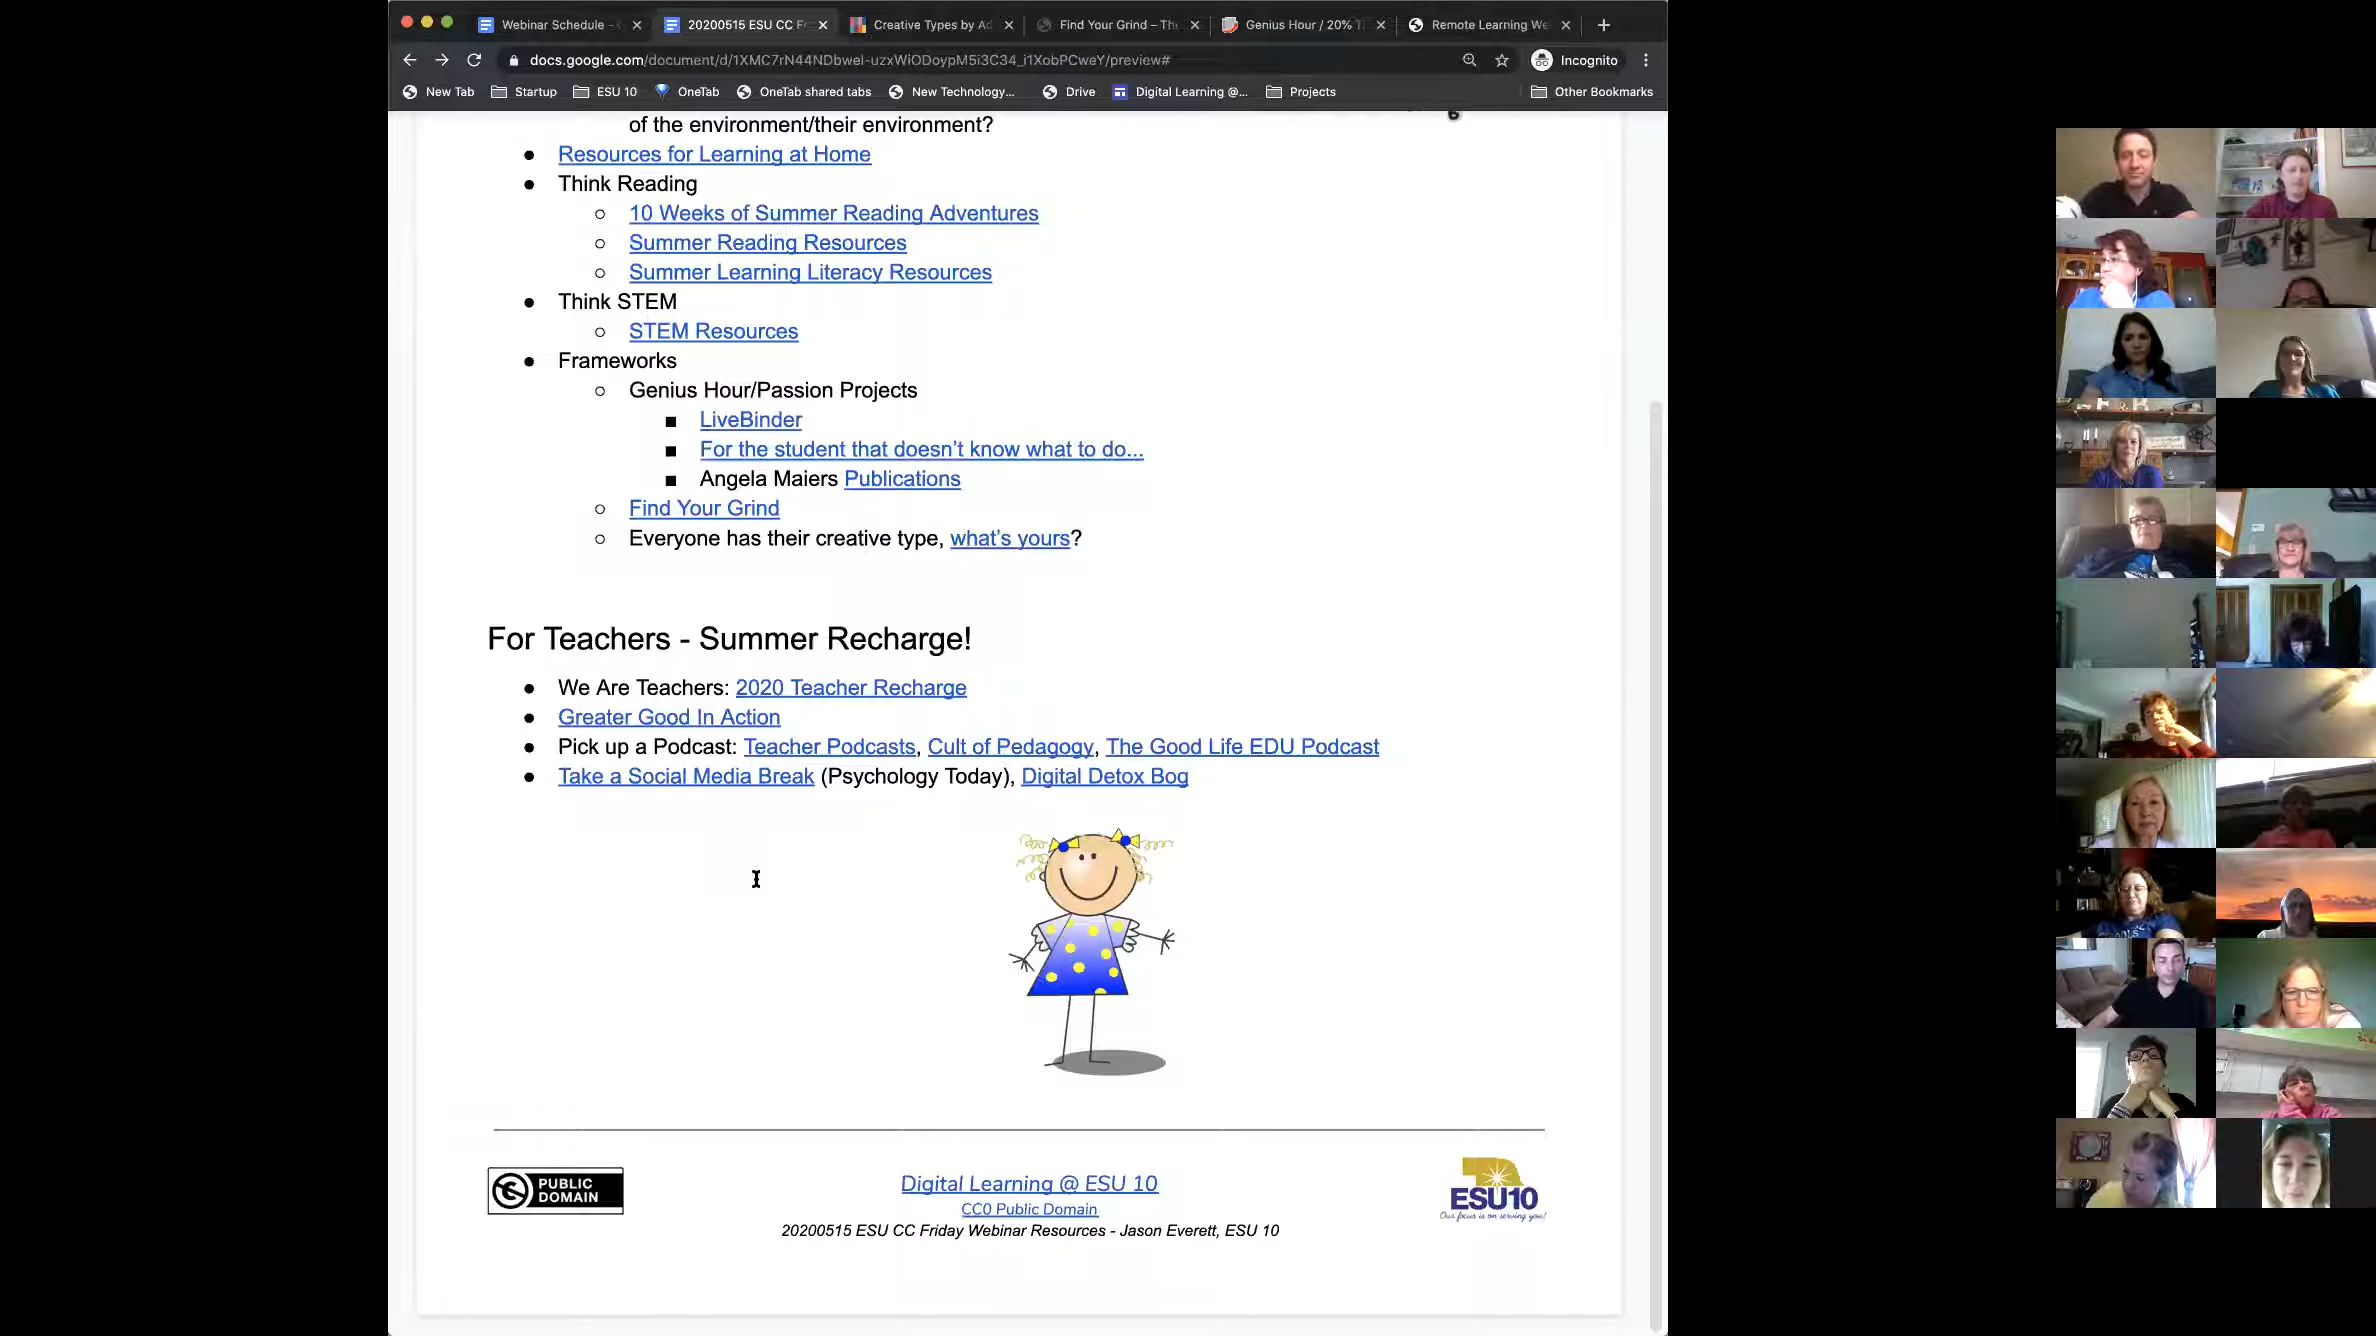 Webinar Schedule -
20200515 ESU CC F
Creative Types by Ad
Find Your Grind – Th
Genius Hour / 20% T
Remote Learning We
docs.google.com/document/d/1XMC7rN44NDbwel-uzxWiODoypM5i3C34_i1XobPCweY/preview#
Incognito
New Tab
Startup
ESU 10
OneTab
OneTab shared tabs
New Technology...
Drive
Digital Learning @...
Projects
Other Bookmarks
of the environment/their environment?
● Resources for Learning at Home
● Think Reading
○ 10 Weeks of Summer Reading Adventures
○ Summer Reading Resources
○ Summer Learning Literacy Resources
● Think STEM
○ STEM Resources
● Frameworks
○ Genius Hour/Passion Projects
■ LiveBinder
■ For the student that doesn't know what to do...
■ Angela Maiers Publications
○ Find Your Grind
○ Everyone has their creative type, what's yours?
For Teachers - Summer Recharge!
● We Are Teachers: 2020 Teacher Recharge
● Greater Good In Action
● Pick up a Podcast: Teacher Podcasts, Cult of Pedagogy, The Good Life EDU Podcast
● Take a Social Media Break (Psychology Today), Digital Detox Bog
PUBLIC
DOMAIN
Digital Learning @ ESU 10
CC0 Public Domain
20200515 ESU CC Friday Webinar Resources - Jason Everett, ESU 10
ESU10
Our focus is on serving you!